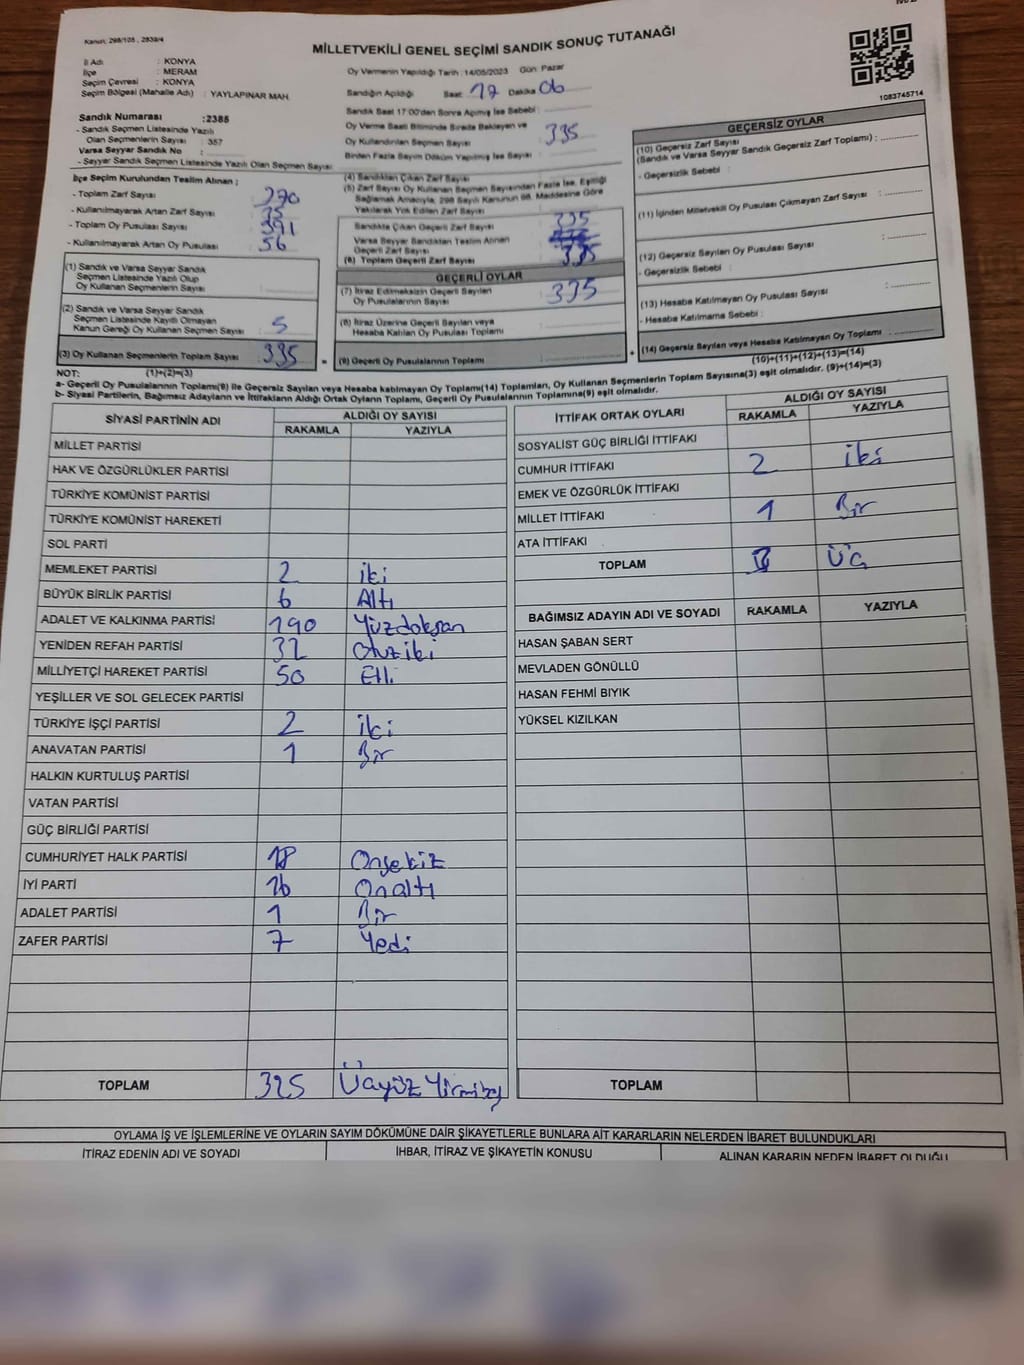 Kanun: 298/105 , 2839/4
MİLLETVEKİLİ GENEL SEÇİMİ SANDIK SONUÇ TUTANAĞI
İl Adı : KONYA
İlçe : MERAM
Seçim Çevresi : KONYA
Seçim Bölgesi (Mahalle Adı) : YAYLAPINAR MAH.
Oy Vermenin Yapıldığı Tarih :14/05/2023 Gün: Pazar
Sandığın Açıldığı Saat: 17 Dakika 06
1083745714
Sandık Numarası :2385
- Sandık Seçmen Listesinde Yazılı
Olan Seçmenlerin Sayısı : 357
Varsa Seyyar Sandık No :
- Seyyar Sandık Seçmen Listesinde Yazılı Olan Seçmen Sayısı:
Sandık Saat 17:00'den Sonra Açılmış İse Sebebi :
Oy Verme Saati Bitiminde Sırada Bekleyen ve
Oy Kullandırılan Seçmen Sayısı : 335
Birden Fazla Sayım Döküm Yapılmış İse Sayısı :
İlçe Seçim Kurulundan Teslim Alınan :
- Toplam Zarf Sayısı :
- Kullanılmayarak Artan Zarf Sayısı :
- Toplam Oy Pusulası Sayısı : 391
- Kullanılmayarak Artan Oy Pusulası : 56
(1) Sandık ve Varsa Seyyar Sandık
Seçmen Listesinde Yazılı Olup
Oy Kullanan Seçmenlerin Sayısı :
(2) Sandık ve Varsa Seyyar Sandık
Seçmen Listesinde Kayıtlı Olmayan
Kanun Gereği Oy Kullanan Seçmen Sayısı : 5
(3) Oy Kullanan Seçmenlerin Toplam Sayısı : 335
(4) Sandıktan Çıkan Zarf Sayısı
(5) Zarf Sayısı Oy Kullanan Seçmen Sayısından Fazla İse, Eşitliği
Sağlamak Amacıyla, 298 Sayılı Kanunun 98. Maddesine Göre
Yakılarak Yok Edilen Zarf Sayısı :
Sandıkta Çıkan Geçerli Zarf Sayısı : 335
Varsa Seyyar Sandıktan Teslim Alınan
Geçerli Zarf Sayısı :
(6) Toplam Geçerli Zarf Sayısı : 335
GEÇERLİ OYLAR
(7) İtiraz Edilmeksizin Geçerli Sayılan
Oy Pusulalarının Sayısı : 335
(8) İtiraz Üzerine Geçerli Sayılan veya
Hesaba Katılan Oy Pusulası Toplamı :
= (9) Geçerli Oy Pusulalarının Toplamı :
GEÇERSİZ OYLAR
(10) Geçersiz Zarf Sayısı
(Sandık ve Varsa Seyyar Sandık Geçersiz Zarf Toplamı) :
- Geçersizlik Sebebi :
(11) İçinden Milletvekili Oy Pusulası Çıkmayan Zarf Sayısı :
(12) Geçersiz Sayılan Oy Pusulası Sayısı :
- Geçersizlik Sebebi :
(13) Hesaba Katılmayan Oy Pusulası Sayısı :
- Hesaba Katılmama Sebebi :
+ (14) Geçersiz Sayılan veya Hesaba Katılmayan Oy Toplamı :
(10)+(11)+(12)+(13)=(14)
NOT: (1)+(2)=(3)
a- Geçerli Oy Pusulalarının Toplamı(9) ile Geçersiz Sayılan veya Hesaba katılmayan Oy Toplamı(14) Toplamları, Oy Kullanan Seçmenlerin Toplam Sayısına(3) eşit olmalıdır. (9)+(14)=(3)
b- Siyasi Partilerin, Bağımsız Adayların ve İttifakların Aldığı Ortak Oyların Toplamı, Geçerli Oy Pusulalarının Toplamına(9) eşit olmalıdır.
SİYASİ PARTİNİN ADI ALDIĞI OY SAYISI
RAKAMLA YAZIYLA
MİLLET PARTİSİ
HAK VE ÖZGÜRLÜKLER PARTİSİ
TÜRKİYE KOMÜNİST PARTİSİ
TÜRKİYE KOMÜNİST HAREKETİ
SOL PARTİ
MEMLEKET PARTİSİ 2 iki
BÜYÜK BİRLİK PARTİSİ 6 Altı
ADALET VE KALKINMA PARTİSİ 190 Yüzdoksan
YENİDEN REFAH PARTİSİ 32 Otuziki
MİLLİYETÇİ HAREKET PARTİSİ 50 Elli
YEŞİLLER VE SOL GELECEK PARTİSİ
TÜRKİYE İŞÇİ PARTİSİ 2 iki
ANAVATAN PARTİSİ 1 Bir
HALKIN KURTULUŞ PARTİSİ
VATAN PARTİSİ
GÜÇ BİRLİĞİ PARTİSİ
CUMHURİYET HALK PARTİSİ 18 Onsekiz
İYİ PARTİ 16 Onaltı
ADALET PARTİSİ 1 Bir
ZAFER PARTİSİ 7 Yedi
TOPLAM 325 Üçyüz Yirmibeş
İTTİFAK ORTAK OYLARI ALDIĞI OY SAYISI
RAKAMLA YAZIYLA
SOSYALİST GÜÇ BİRLİĞİ İTTİFAKI
CUMHUR İTTİFAKI 2 iki
EMEK VE ÖZGÜRLÜK İTTİFAKI
MİLLET İTTİFAKI 1 Bir
ATA İTTİFAKI
TOPLAM Üç
BAĞIMSIZ ADAYIN ADI VE SOYADI RAKAMLA YAZIYLA
HASAN ŞABAN SERT
MEVLADEN GÖNÜLLÜ
HASAN FEHMİ BIYIK
YÜKSEL KIZILKAN
TOPLAM
OYLAMA İŞ VE İŞLEMLERİNE VE OYLARIN SAYIM DÖKÜMÜNE DAİR ŞİKAYETLERLE BUNLARA AİT KARARLARIN NELERDEN İBARET BULUNDUKLARI
İTİRAZ EDENİN ADI VE SOYADI İHBAR, İTİRAZ VE ŞİKAYETİN KONUSU ALINAN KARARIN NEDEN İBARET OLDUĞU